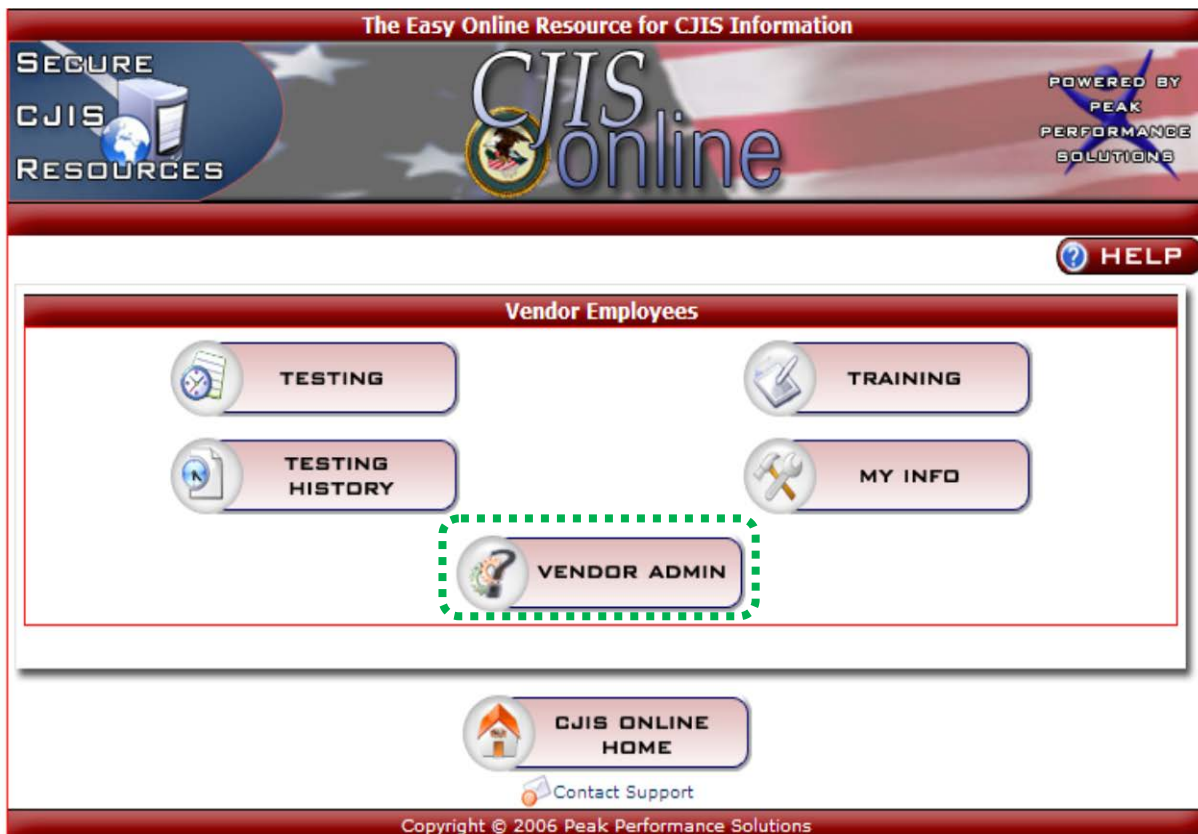 The Easy Online Resource for CJIS Information
SECURE
CJIS
RESOURCES
CJIS
online
POWERED BY
PEAK
PERFORMANCE
SOLUTIONS
HELP
Vendor Employees
TESTING
TRAINING
TESTING
HISTORY
MY INFO
VENDOR ADMIN
CJIS ONLINE
HOME
Contact Support
Copyright © 2006 Peak Performance Solutions